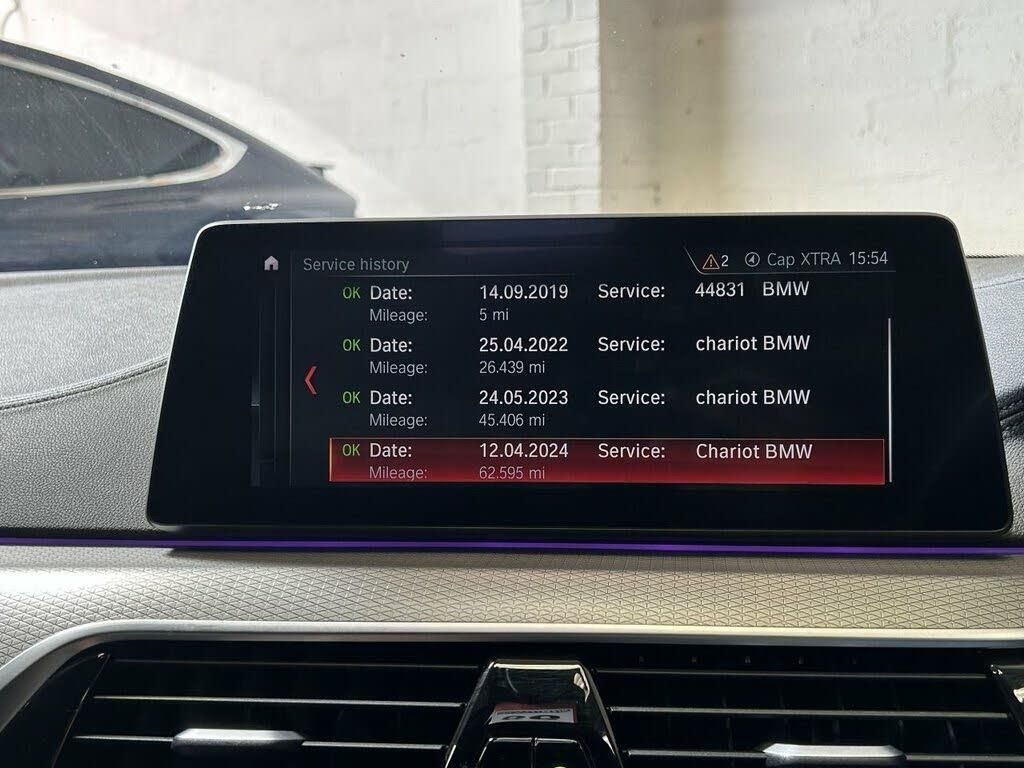 Service history 2 Cap XTRA 15:54
OK Date: 14.09.2019 Service: 44831 BMW
Mileage: 5 mi
OK Date: 25.04.2022 Service: chariot BMW
Mileage: 26.439 mi
OK Date: 24.05.2023 Service: chariot BMW
Mileage: 45.406 mi
OK Date: 12.04.2024 Service: Chariot BMW
Mileage: 62.595 mi